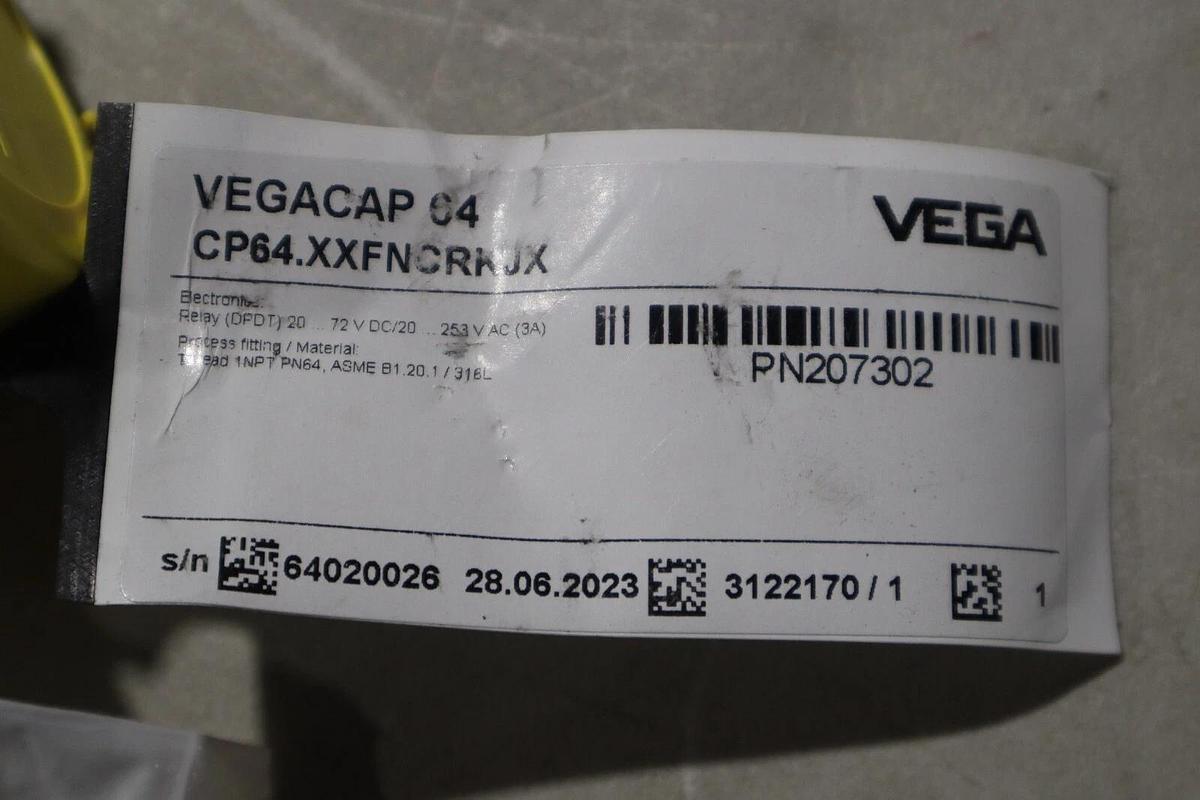 VEGACAP 64
VEGA
CP64.XXFNCRKJX
Electronics:
Relay (DPDT) 20 ... 72 V DC/20 ... 253 V AC (3A)
Process fitting / Material:
Thread 1NPT PN64, ASME B1.20.1 / 316L
PN207302
s/n 64020026 28.06.2023 3122170 / 1 1